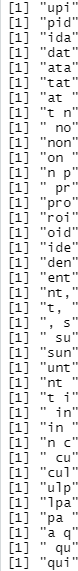 [1] "upi"
[1] "pid"
[1] "ida"
[1] "dat"
[1] "ata"
[1] "tat"
[1] "at "
[1] "t n"
[1] " no"
[1] "non"
[1] "on "
[1] "n p"
[1] " pr"
[1] "pro"
[1] "roi"
[1] "oid"
[1] "ide"
[1] "den"
[1] "ent"
[1] "nt,"
[1] "t, "
[1] ", s"
[1] " su"
[1] "sun"
[1] "unt"
[1] "nt "
[1] "t i"
[1] " in"
[1] "in "
[1] "n c"
[1] " cu"
[1] "cul"
[1] "ulp"
[1] "lpa"
[1] "pa "
[1] "a q"
[1] " qu"
[1] "qui"